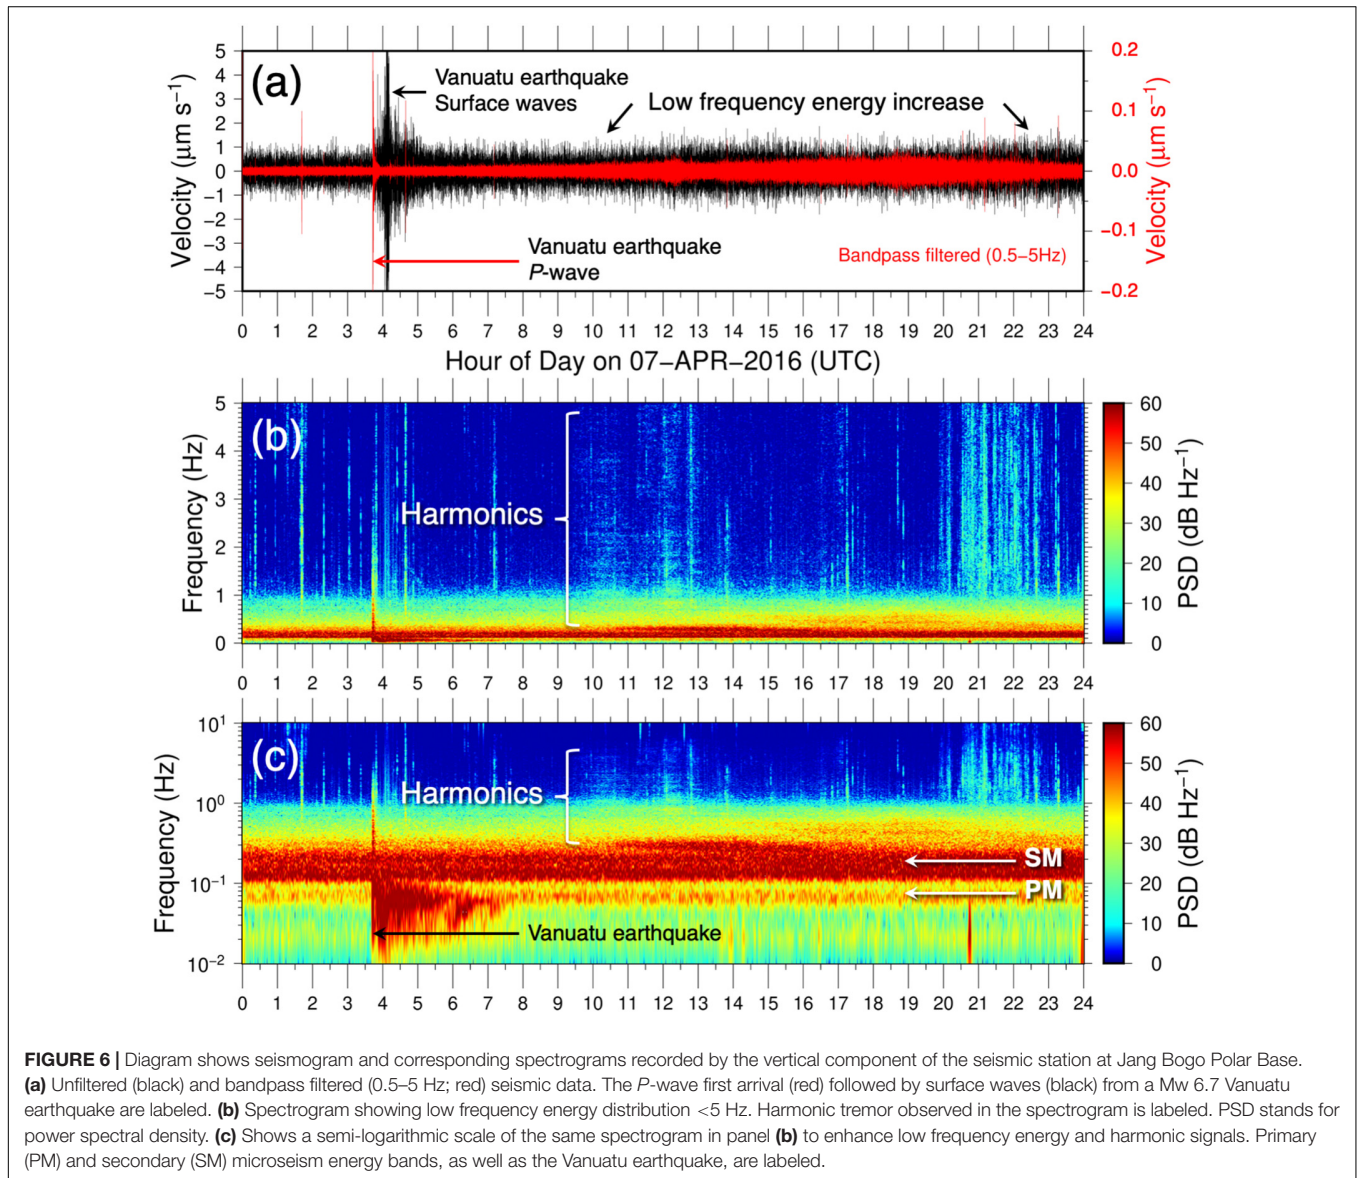 (a)
Vanuatu earthquake
Surface waves
Low frequency energy increase
Vanuatu earthquake
P-wave
Bandpass filtered (0.5–5Hz)
Velocity (μm s⁻¹)
5
4
3
2
1
0
−1
−2
−3
−4
−5
Velocity (μm s⁻¹)
0.2
0.1
0.0
−0.1
−0.2
0 1 2 3 4 5 6 7 8 9 10 11 12 13 14 15 16 17 18 19 20 21 22 23 24
Hour of Day on 07–APR–2016 (UTC)
(b)
Harmonics
Frequency (Hz)
5
4
3
2
1
0
PSD (dB Hz⁻¹)
60
50
40
30
20
10
0
0 1 2 3 4 5 6 7 8 9 10 11 12 13 14 15 16 17 18 19 20 21 22 23 24
(c)
Harmonics
SM
PM
Vanuatu earthquake
Frequency (Hz)
10¹
10⁰
10⁻¹
10⁻²
PSD (dB Hz⁻¹)
60
50
40
30
20
10
0
0 1 2 3 4 5 6 7 8 9 10 11 12 13 14 15 16 17 18 19 20 21 22 23 24
FIGURE 6 | Diagram shows seismogram and corresponding spectrograms recorded by the vertical component of the seismic station at Jang Bogo Polar Base.
(a) Unfiltered (black) and bandpass filtered (0.5–5 Hz; red) seismic data. The P-wave first arrival (red) followed by surface waves (black) from a Mw 6.7 Vanuatu
earthquake are labeled. (b) Spectrogram showing low frequency energy distribution <5 Hz. Harmonic tremor observed in the spectrogram is labeled. PSD stands for
power spectral density. (c) Shows a semi-logarithmic scale of the same spectrogram in panel (b) to enhance low frequency energy and harmonic signals. Primary
(PM) and secondary (SM) microseism energy bands, as well as the Vanuatu earthquake, are labeled.